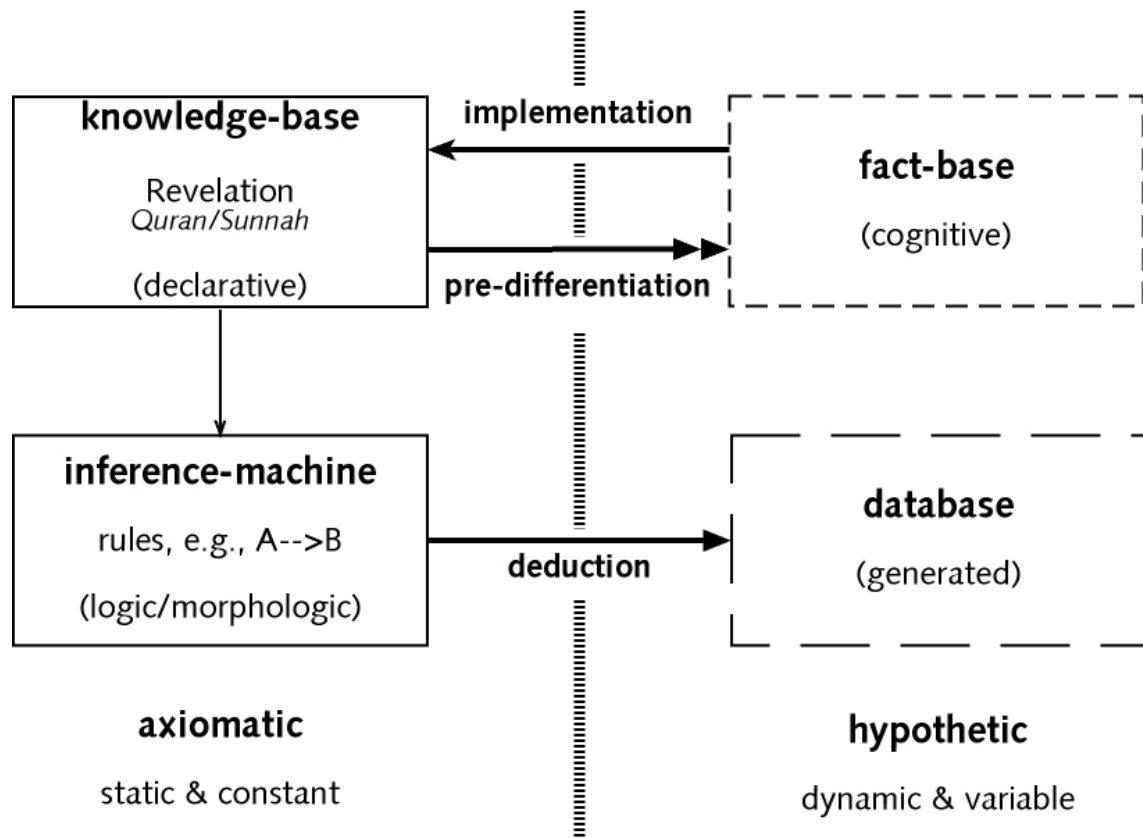 knowledge-base
Revelation
Quran/Sunnah
(declarative)
implementation
pre-differentiation
fact-base
(cognitive)
inference-machine
rules, e.g., A-->B
(logic/morphologic)
deduction
database
(generated)
axiomatic
static & constant
hypothetic
dynamic & variable